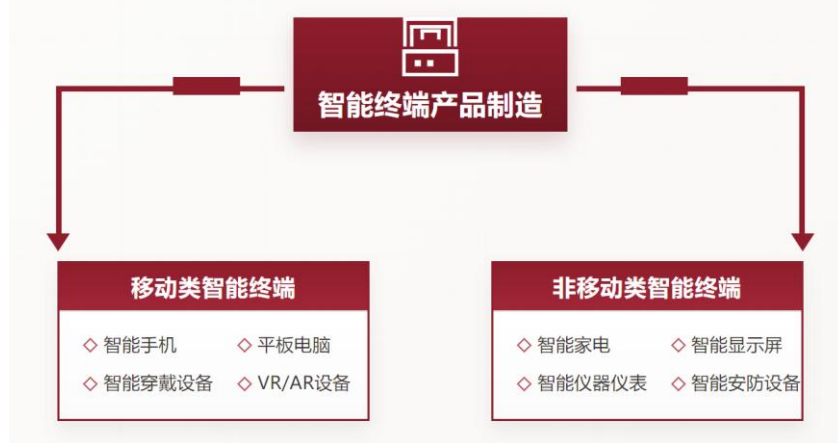 智能终端产品制造
移动类智能终端
智能手机
平板电脑
智能穿戴设备
VR/AR设备
非移动类智能终端
智能家电
智能显示屏
智能仪器仪表
智能安防设备